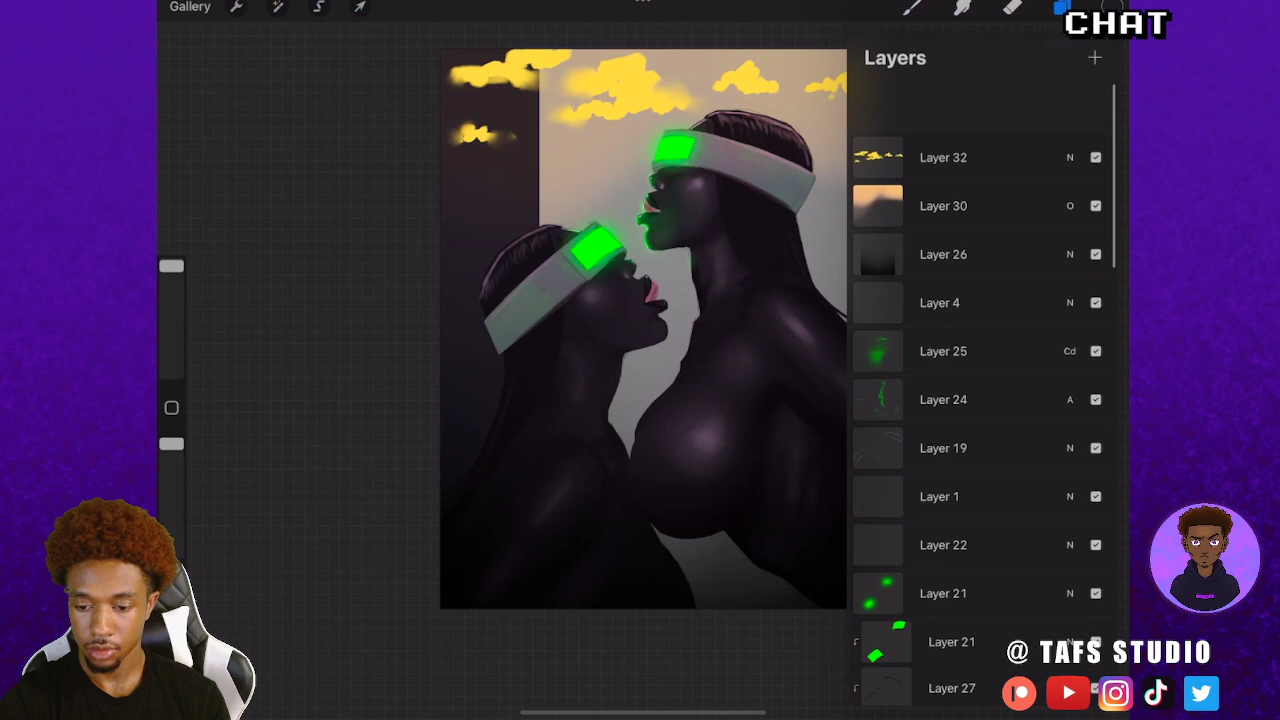 Gallery
CHAT
Layers
Layer 32 N
Layer 30 O
Layer 26 N
Layer 4 N
Layer 25 Cd
Layer 24 A
Layer 19 N
Layer 1 N
Layer 22 N
Layer 21 N
Layer 21
Layer 27
@ TAFS STUDIO